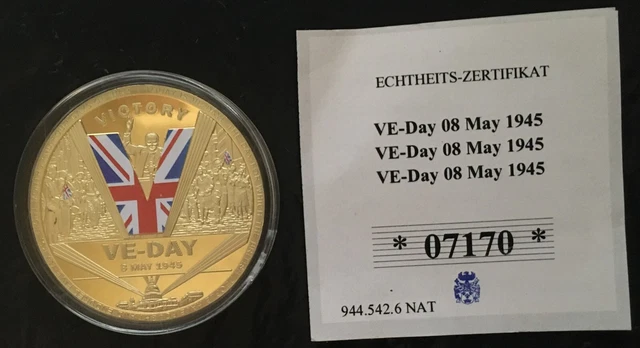 VICTORY
VE-DAY
8 MAY 1945
ECHTHEITS-ZERTIFIKAT
VE-Day 08 May 1945
VE-Day 08 May 1945
VE-Day 08 May 1945
* 07170 *
944.542.6 NAT